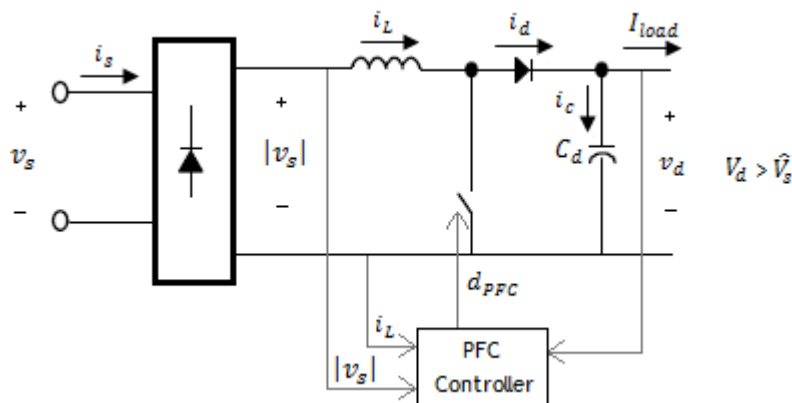 i_L
i_d
I_load
i_s
+
+
i_c
+
v_s
|v_s|
C_d
v_d
V_d > V̂_s
−
−
−
d_PFC
i_L
|v_s|
PFC
Controller